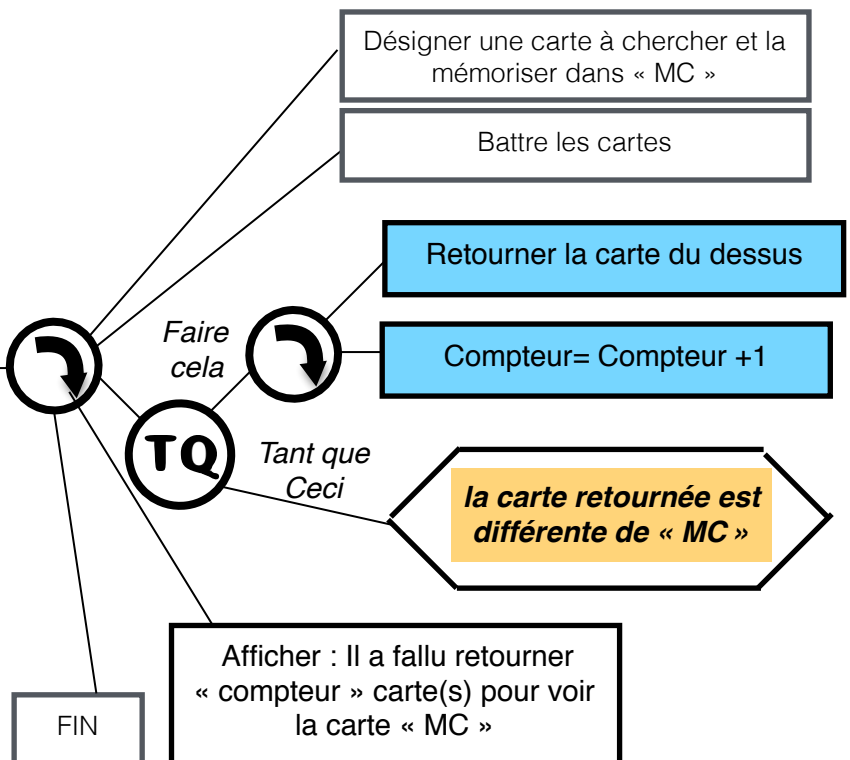 Désigner une carte à chercher et la
mémoriser dans « MC »
Battre les cartes
Retourner la carte du dessus
Faire
cela
Compteur= Compteur +1
TQ
Tant que
Ceci
la carte retournée est
différente de « MC »
Afficher : Il a fallu retourner
« compteur » carte(s) pour voir
la carte « MC »
FIN